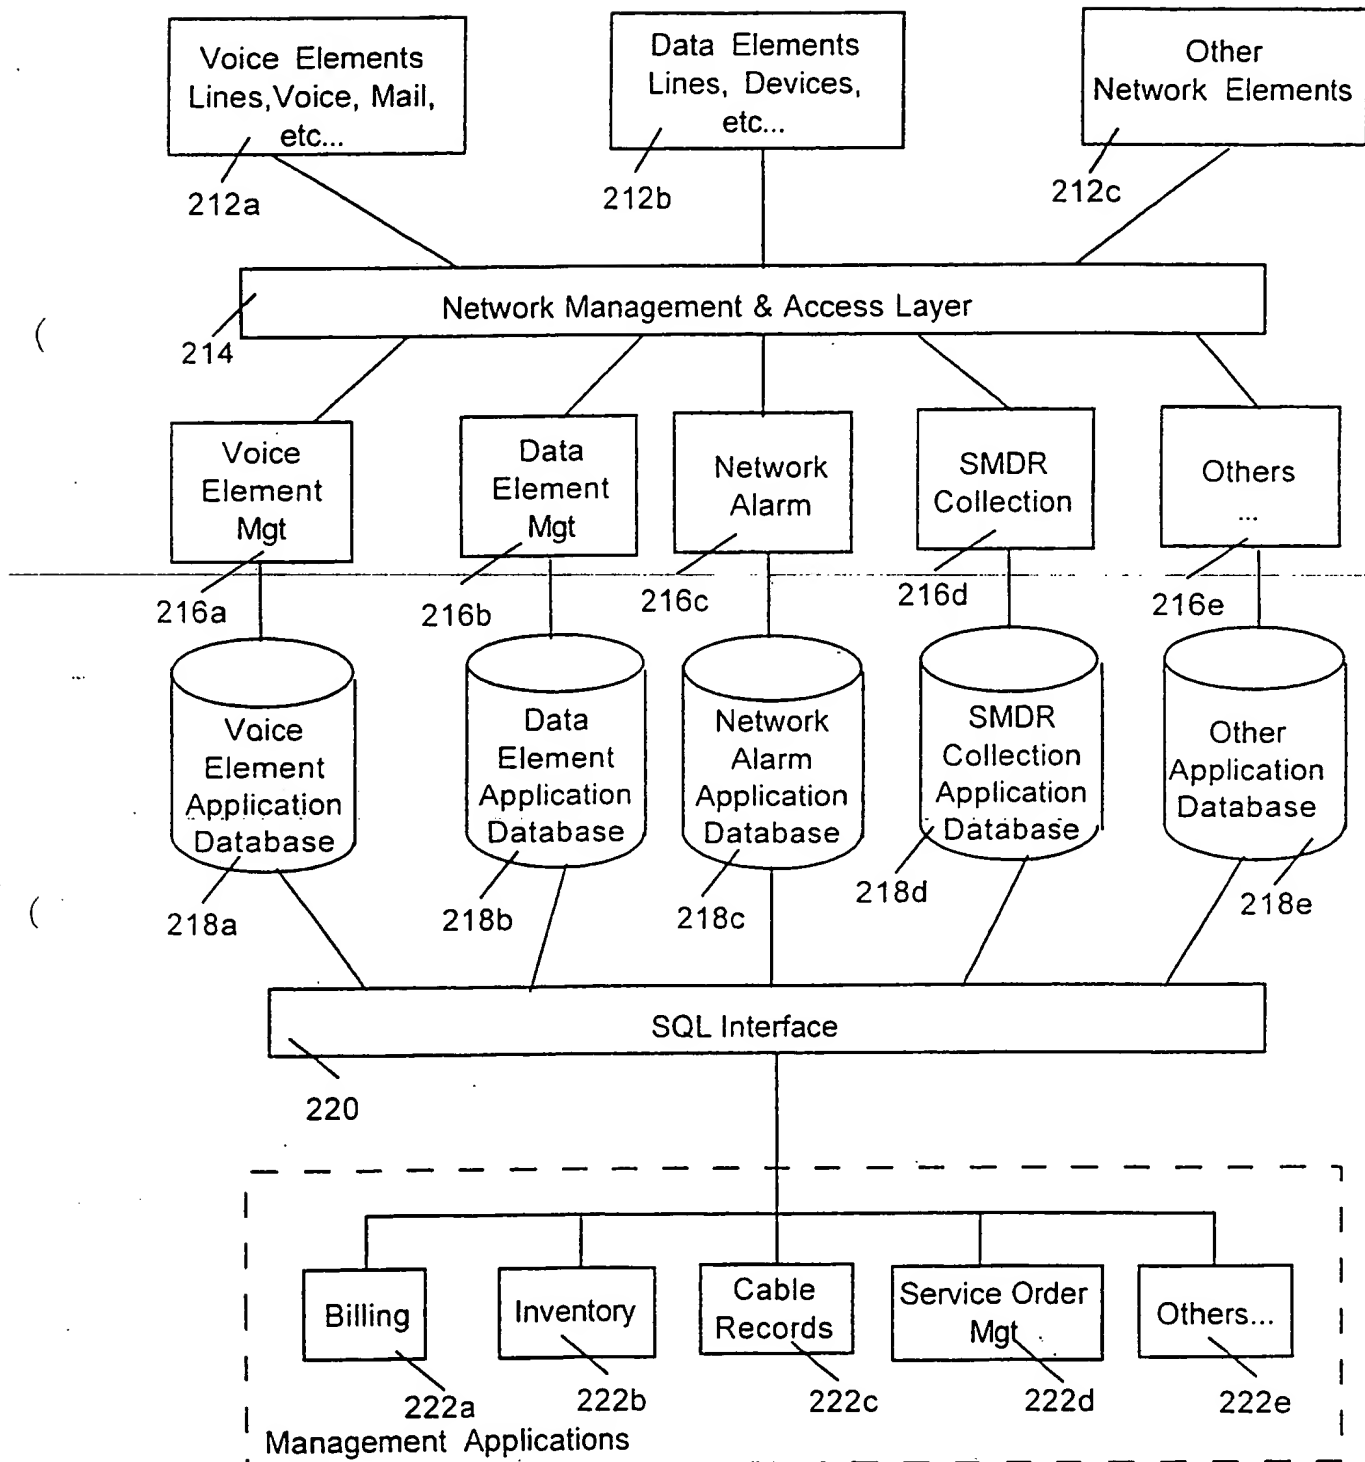 Voice Elements
Lines,Voice, Mail,
etc...
Data Elements
Lines, Devices,
etc...
Other
Network Elements
212a
212b
212c
Network Management & Access Layer
214
Voice
Element
Mgt
Data
Element
Mgt
Network
Alarm
SMDR
Collection
Others
...
216a
216b
216c
216d
216e
Voice
Element
Application
Database
Data
Element
Application
Database
Network
Alarm
Application
Database
SMDR
Collection
Application
Database
Other
Application
Database
218a
218b
218c
218d
218e
SQL Interface
220
Billing
Inventory
Cable
Records
Service Order
Mgt
Others...
222a
222b
222c
222d
222e
Management Applications